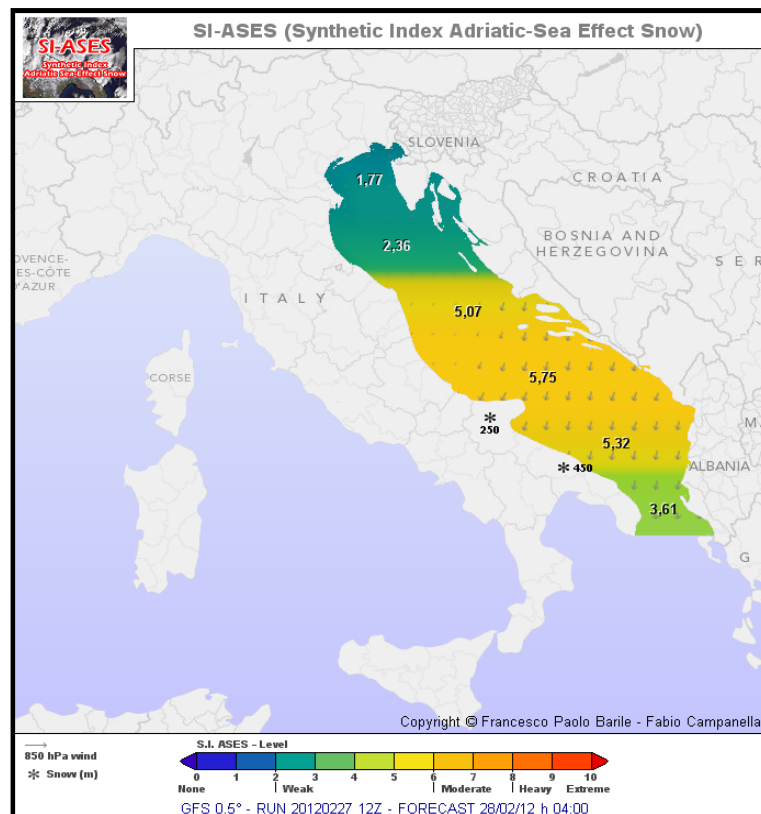 SI-ASES
Synthetic Index
Adriatic Sea-Effect Snow
SI-ASES (Synthetic Index Adriatic-Sea Effect Snow)
SLOVENIA
CROATIA
1,77
BOSNIA AND
HERZEGOVINA
2,36
OVENCE-
ES-CÔTE
D'AZUR
SER
ITALY
5,07
CORSE
5,75
250
5,32
M
450
ALBANIA
3,61
G
Copyright © Francesco Paolo Barile - Fabio Campanella
850 hPa wind
Snow (m)
S.I. ASES - Level
0 1 2 3 4 5 6 7 8 9 10
None Weak Moderate Heavy Extreme
GFS 0.5° - RUN 20120227 12Z - FORECAST 28/02/12 h 04:00